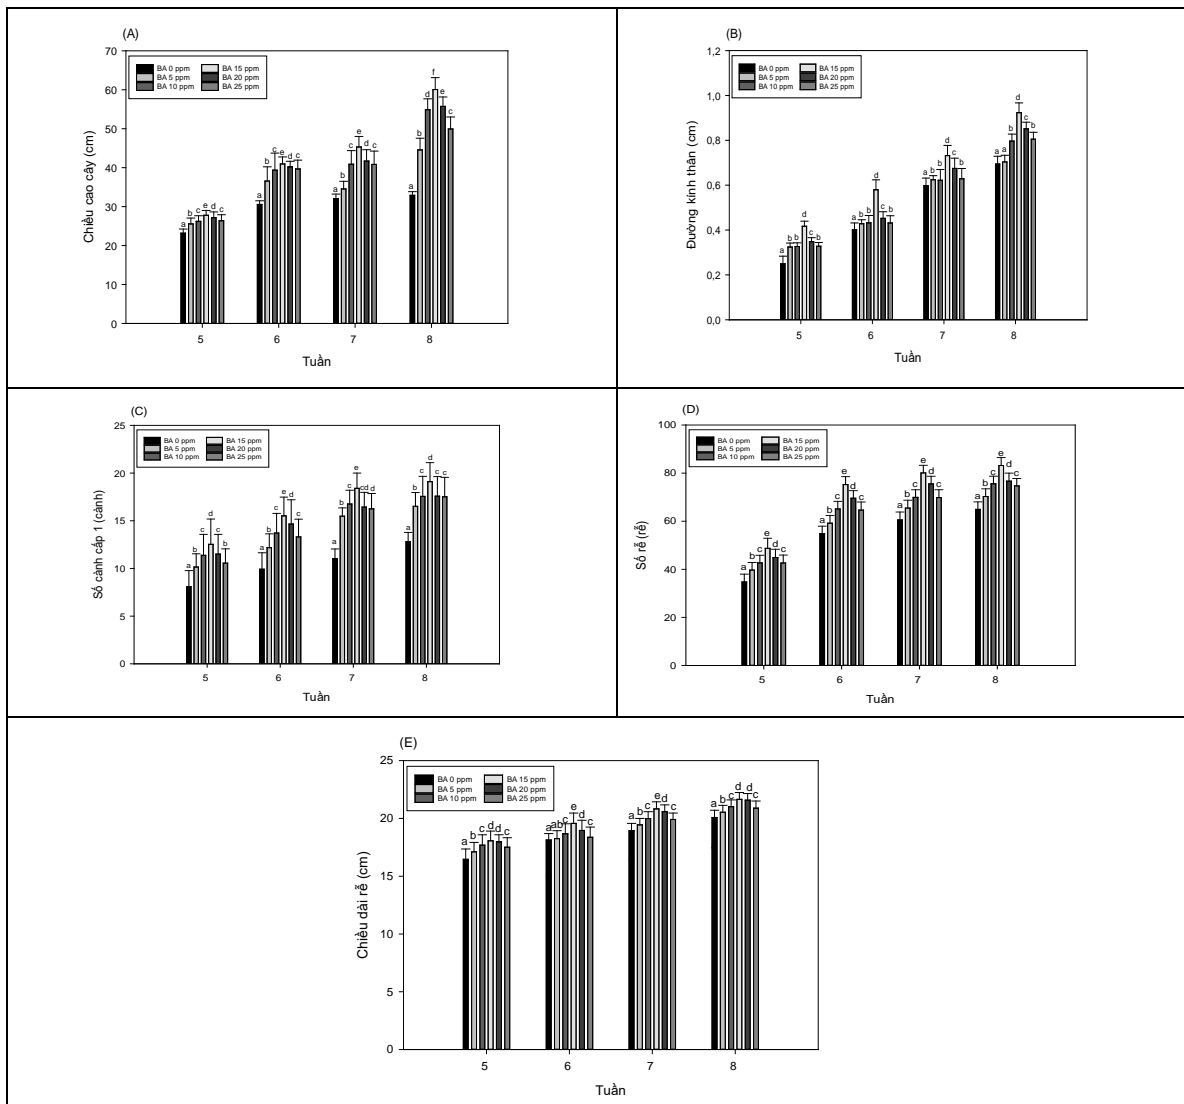 (A)
70
60
50
40
30
20
10
0
Chiều cao cây (cm)
BA 0 ppm BA 15 ppm
BA 5 ppm BA 20 ppm
BA 10 ppm BA 25 ppm
a b c e d c
a b c e d c
a b c e d c
a b d f e c
5 6 7 8
Tuần
(B)
1,2
1,0
0,8
0,6
0,4
0,2
0,0
Đường kính thân (cm)
BA 0 ppm BA 15 ppm
BA 5 ppm BA 20 ppm
BA 10 ppm BA 25 ppm
a b b d c b
a b b d c b
a b b d c b
a a b d c b
5 6 7 8
Tuần
(C)
25
20
15
10
5
0
Số cành cấp 1 (cành)
BA 0 ppm BA 15 ppm
BA 5 ppm BA 20 ppm
BA 10 ppm BA 25 ppm
a b c d c b
a b c e d c
a b c e cd d
a b c d c c
5 6 7 8
Tuần
(D)
100
80
60
40
20
0
Số rễ (rễ)
BA 0 ppm BA 15 ppm
BA 5 ppm BA 20 ppm
BA 10 ppm BA 25 ppm
a b c e d c
a b c e d c
a b c e d c
a b c e d c
5 6 7 8
Tuần
(E)
25
20
15
10
5
0
Chiều dài rễ (cm)
BA 0 ppm BA 15 ppm
BA 5 ppm BA 20 ppm
BA 10 ppm BA 25 ppm
a b c d d c
a ab c e d c
a b c e d c
a b c d d c
5 6 7 8
Tuần